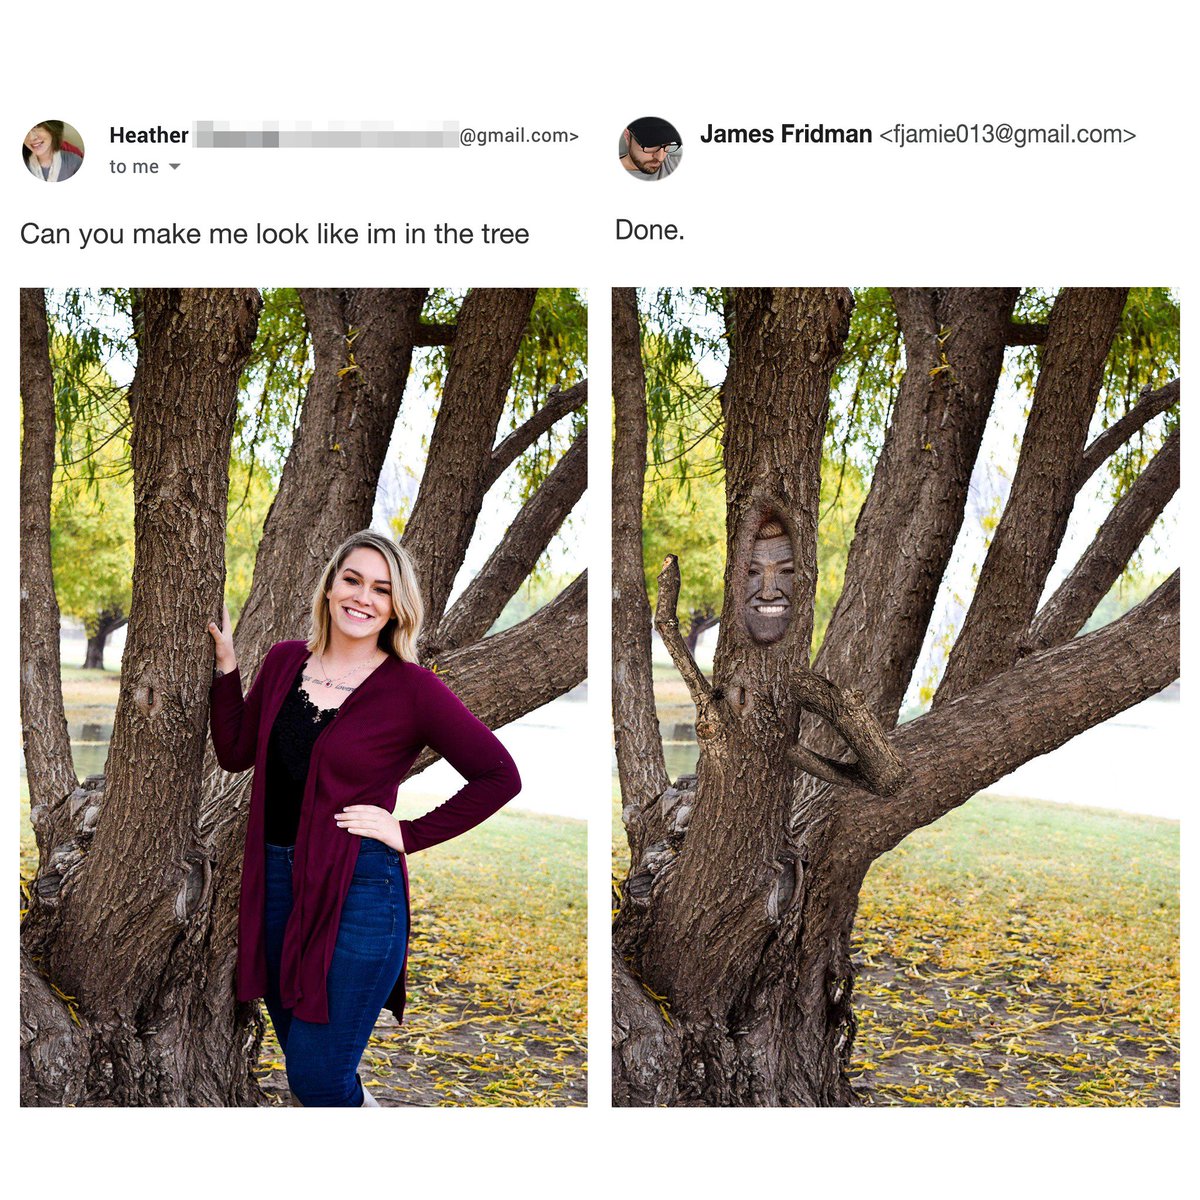 Heather @gmail.com>
to me
Can you make me look like im in the tree
James Fridman <fjamie013@gmail.com>
Done.